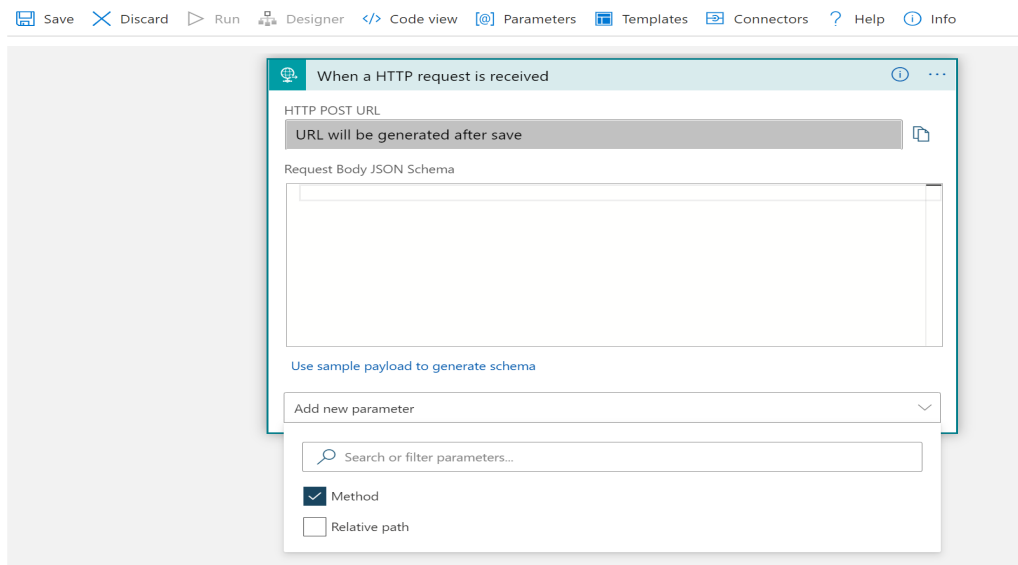 Save Discard Run Designer Code view [@] Parameters Templates Connectors Help Info
When a HTTP request is received
HTTP POST URL
URL will be generated after save
Request Body JSON Schema
Use sample payload to generate schema
Add new parameter
Search or filter parameters...
Method
Relative path